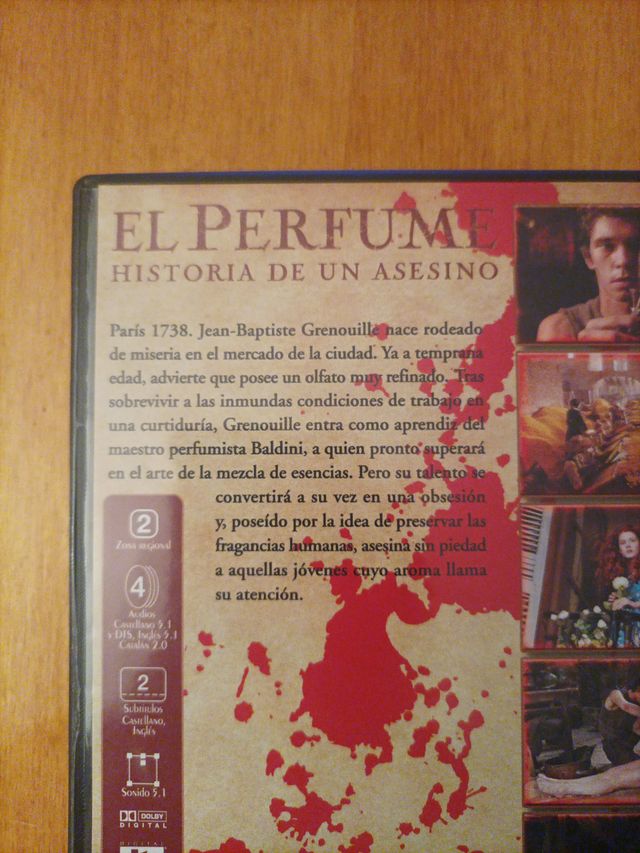 EL PERFUME
HISTORIA DE UN ASESINO
París 1738. Jean-Baptiste Grenouille nace rodeado
de miseria en el mercado de la ciudad. Ya a temprana
edad, advierte que posee un olfato muy refinado. Tras
sobrevivir a las inmundas condiciones de trabajo en
una curtiduría, Grenouille entra como aprendiz del
maestro perfumista Baldini, a quien pronto superará
en el arte de la mezcla de esencias. Pero su talento se
convertirá a su vez en una obsesión
y, poseído por la idea de preservar las
fragancias humanas, asesina sin piedad
a aquellas jóvenes cuyo aroma llama
su atención.
2
Zona regional
4
Audios
Castellano 5.1
y DTS, Inglés 5.1
Catalán 2.0
2
Subtítulos
Castellano,
Inglés
Sonido 5.1
DOLBY
DIGITAL
DIGITAL